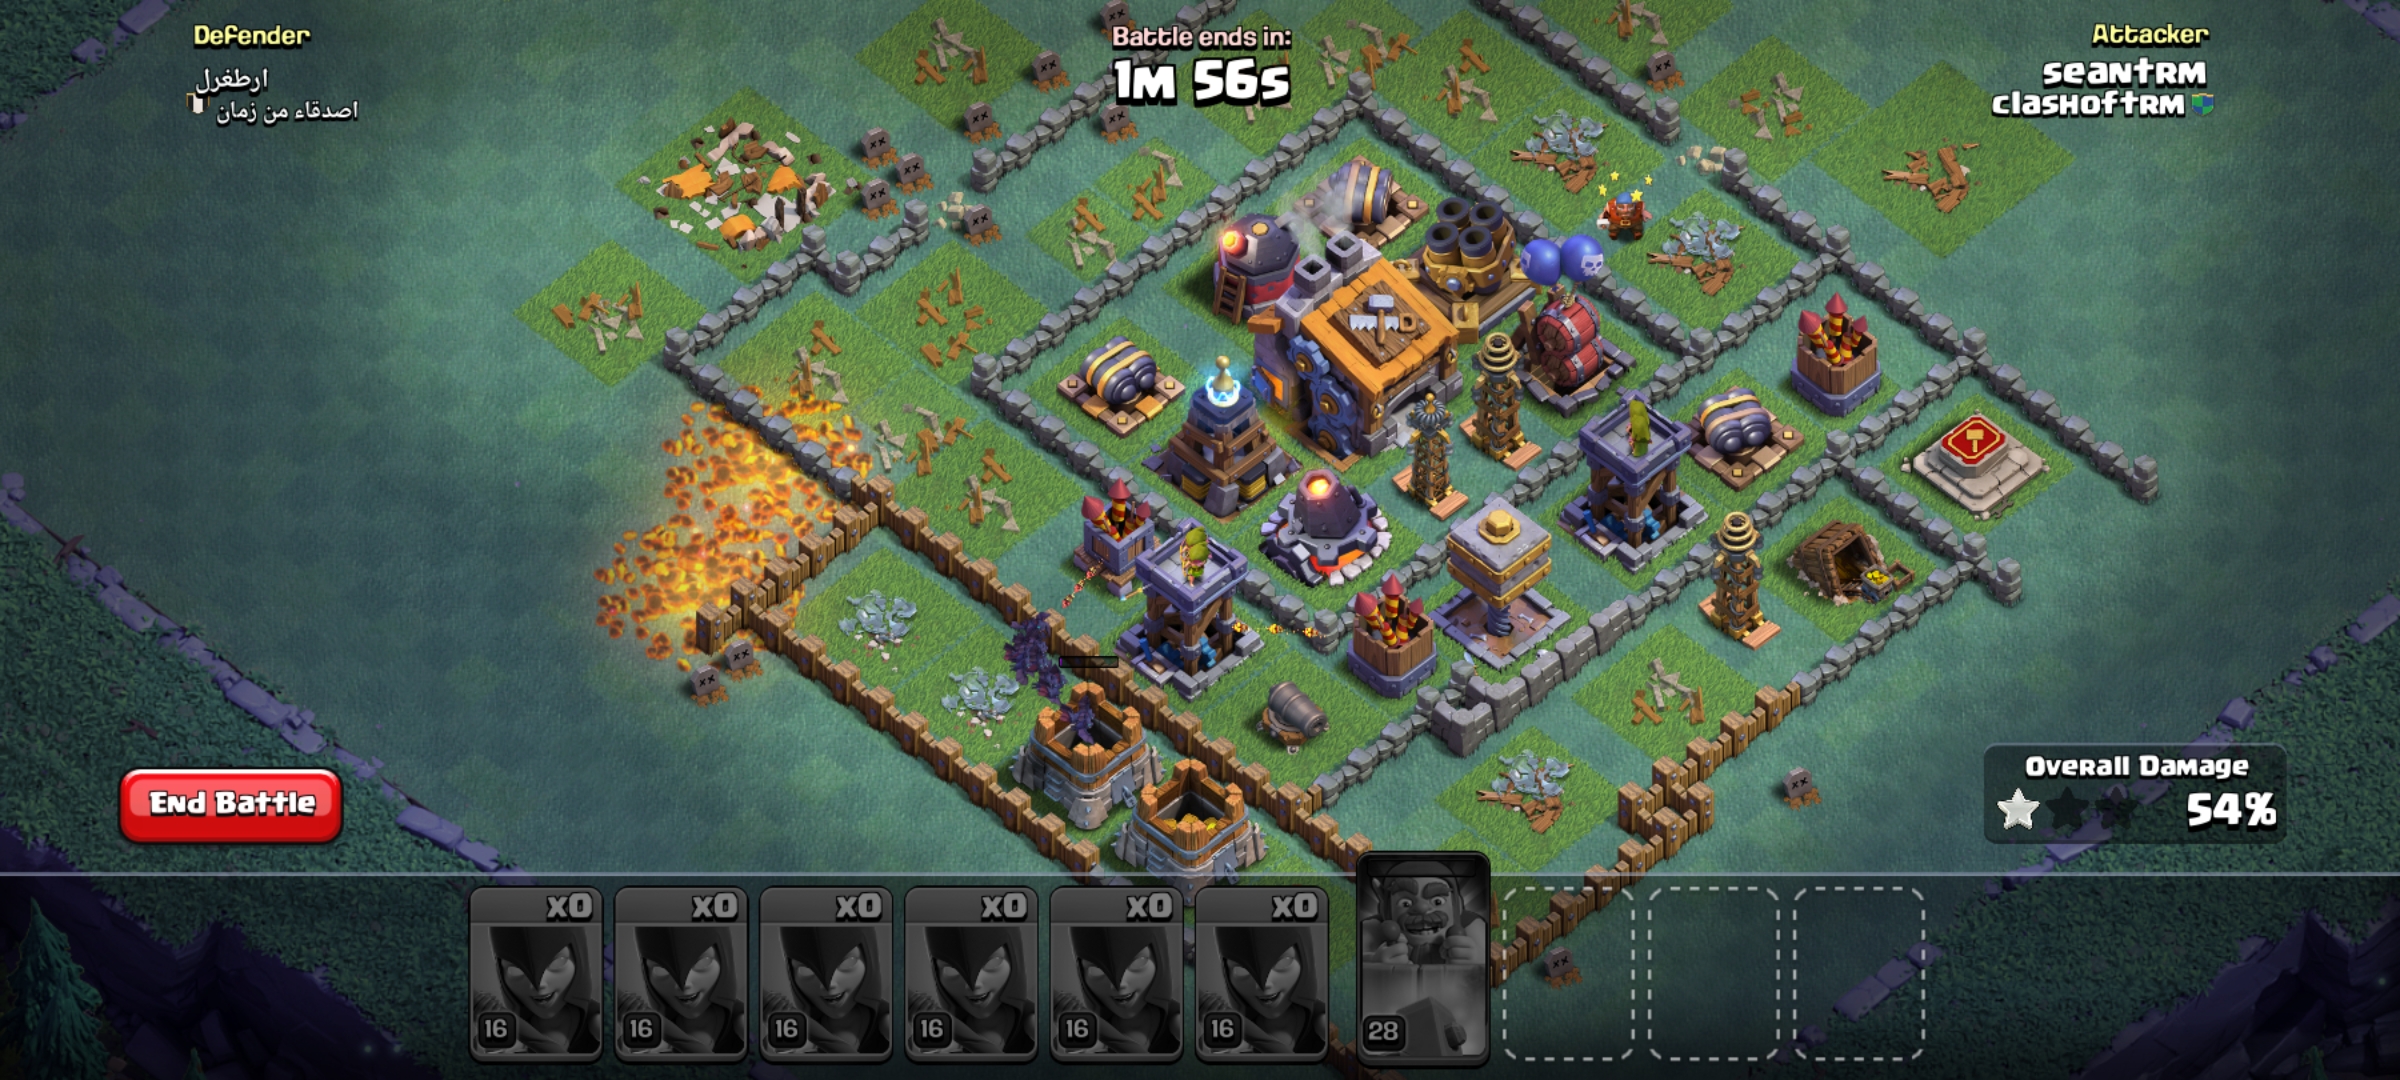 Defender
ارطغرل
اصدقاء من زمان
Battle ends in:
1M 56s
Attacker
seantRM
clashoftRM
End Battle
Overall Damage
54%
x0
x0
x0
x0
x0
x0
16
16
16
16
16
16
28